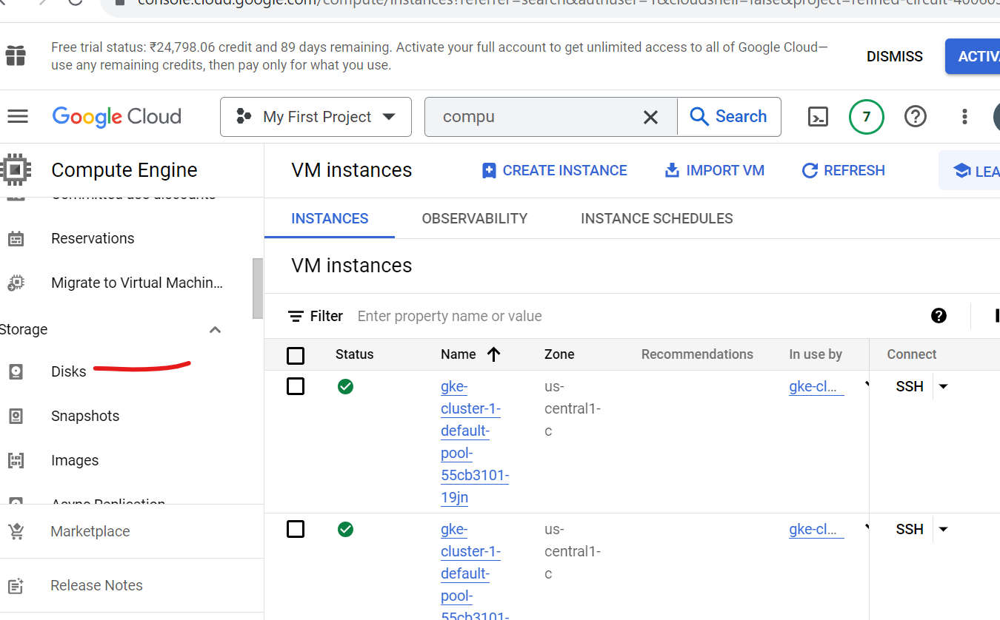 console.cloud.google.com/compute/instances?referrer=search&authuser=1&cloudshell=false&project=refined-circuit-
Free trial status: ₹24,798.06 credit and 89 days remaining. Activate your full account to get unlimited access to all of Google Cloud—
use any remaining credits, then pay only for what you use.
DISMISS
Google Cloud
My First Project
compu
Search
7
Compute Engine
Committed use discounts
Reservations
Migrate to Virtual Machin...
Storage
Disks
Snapshots
Images
Async Replication
Marketplace
Release Notes
VM instances
CREATE INSTANCE
IMPORT VM
REFRESH
LEA
INSTANCES
OBSERVABILITY
INSTANCE SCHEDULES
VM instances
Filter
Enter property name or value
Status
Name
Zone
Recommendations
In use by
Connect
gke-
cluster-1-
default-
pool-
55cb3101-
19jn
us-
central1-
c
gke-cl...
SSH
gke-
cluster-1-
default-
pool-
55cb3101-
us-
central1-
c
gke-cl...
SSH